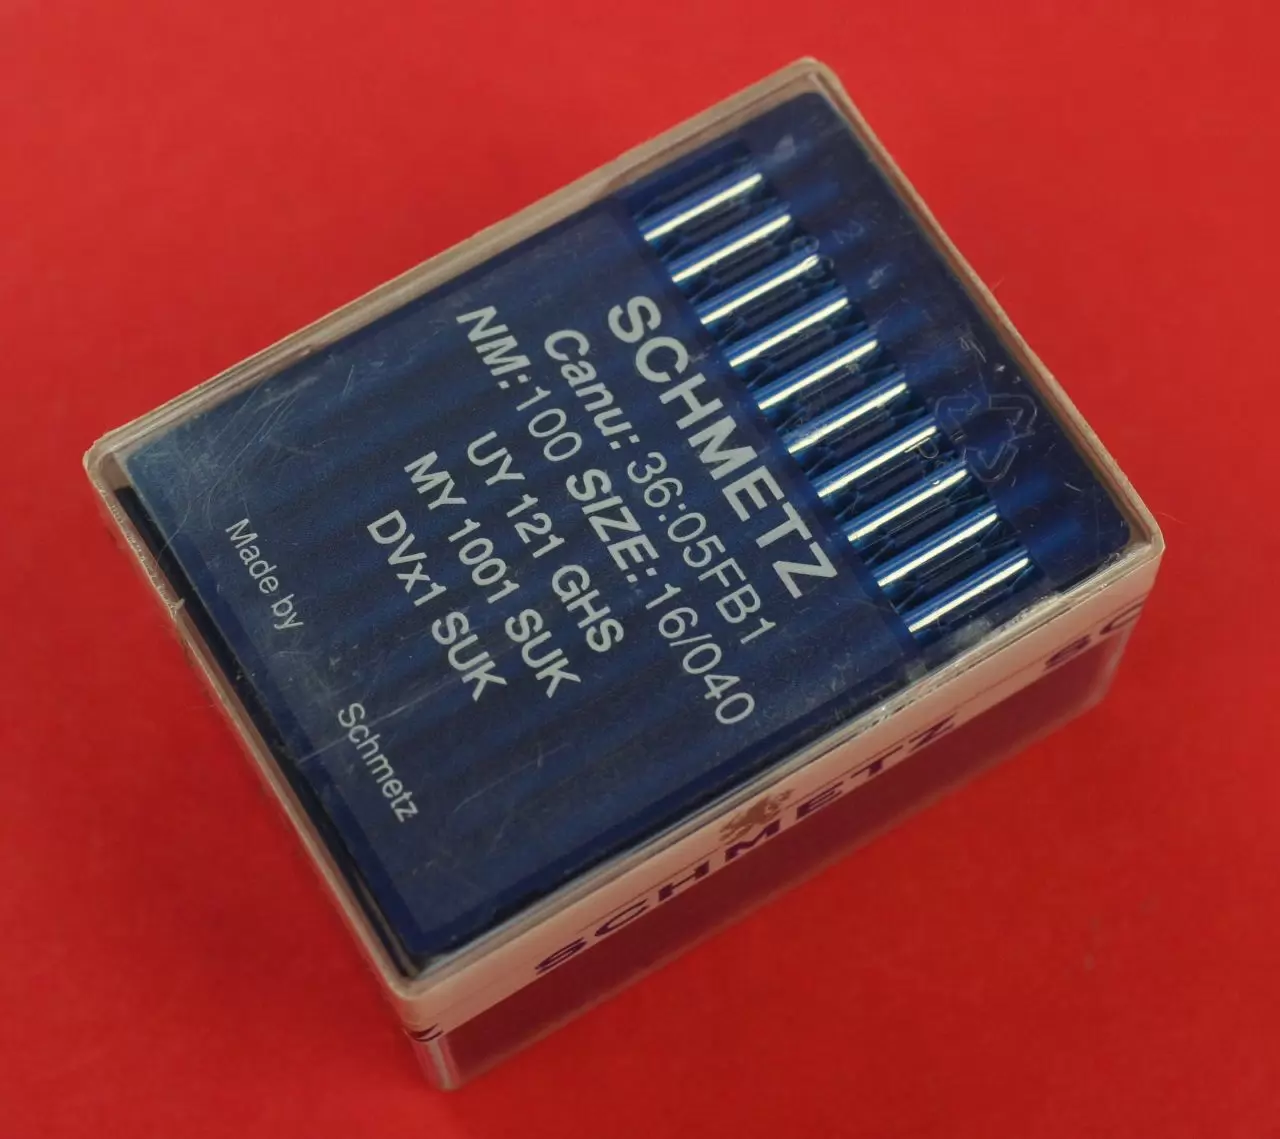 SCHMETZ
Canu: 36:05FB1
NM:100 SIZE:16/040
UY 121 GHS
MY 1001 SUK
DVx1 SUK
Made by Schmetz
SCHMETZ
SC